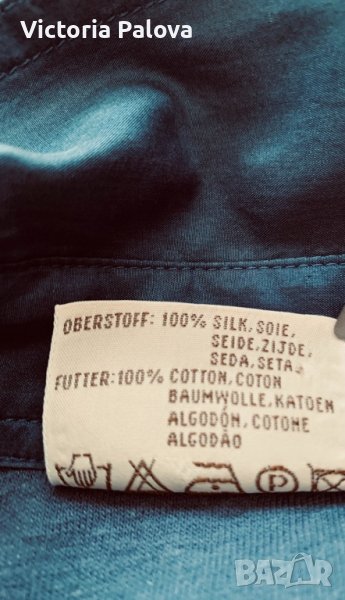 Victoria Palova
OBERSTOFF: 100% SILK, SOIE,
SEIDE, ZIJDE,
SEDA, SETA
FUTTER: 100% COTTON, COTON
BAUMWOLLE, KATOEN
ALGODÓN, COTONE
ALGODÃO
P
BAZAR